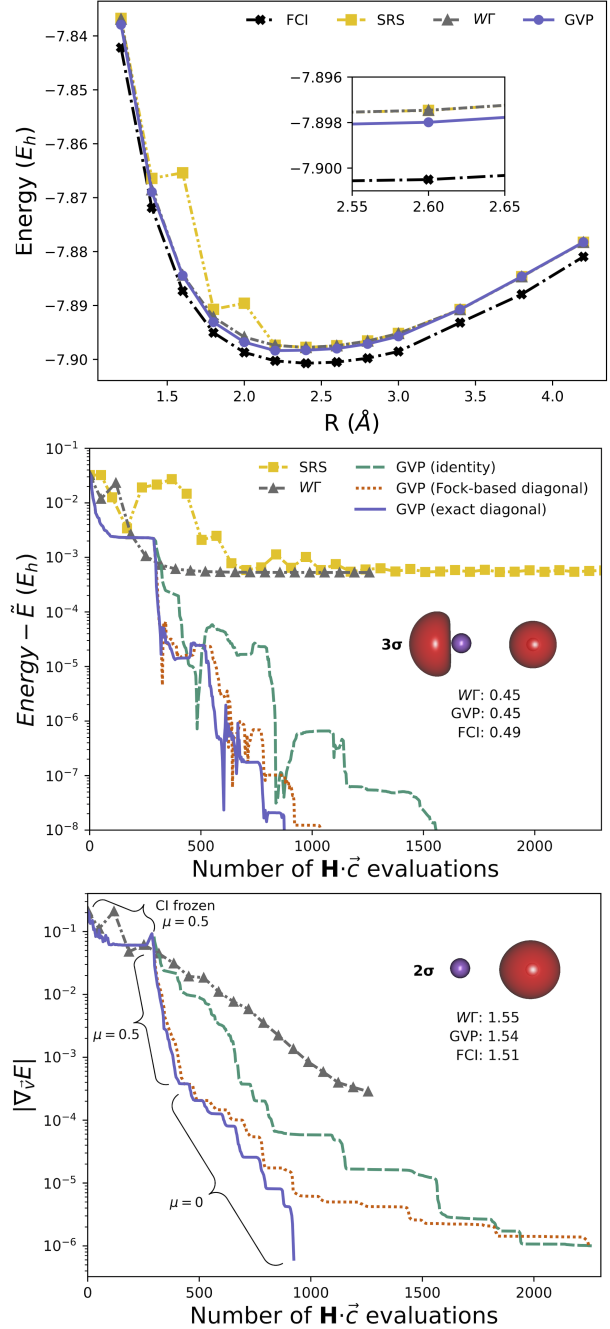 FCI SRS WΓ GVP
−7.84
−7.85
−7.86
−7.87
−7.88
−7.89
−7.90
Energy (E_h)
−7.896
−7.898
−7.900
2.55 2.60 2.65
1.5 2.0 2.5 3.0 3.5 4.0
R (Å)
10⁻¹
10⁻²
10⁻³
10⁻⁴
10⁻⁵
10⁻⁶
10⁻⁷
10⁻⁸
Energy − Ẽ (E_h)
SRS
WΓ
GVP (identity)
GVP (Fock-based diagonal)
GVP (exact diagonal)
3σ
WΓ: 0.45
GVP: 0.45
FCI: 0.49
0 500 1000 1500 2000
Number of H·c⃗ evaluations
10⁻¹
10⁻²
10⁻³
10⁻⁴
10⁻⁵
10⁻⁶
|∇_v⃗ E|
CI frozen
μ = 0.5
μ = 0.5
μ = 0
2σ
WΓ: 1.55
GVP: 1.54
FCI: 1.51
0 500 1000 1500 2000
Number of H·c⃗ evaluations